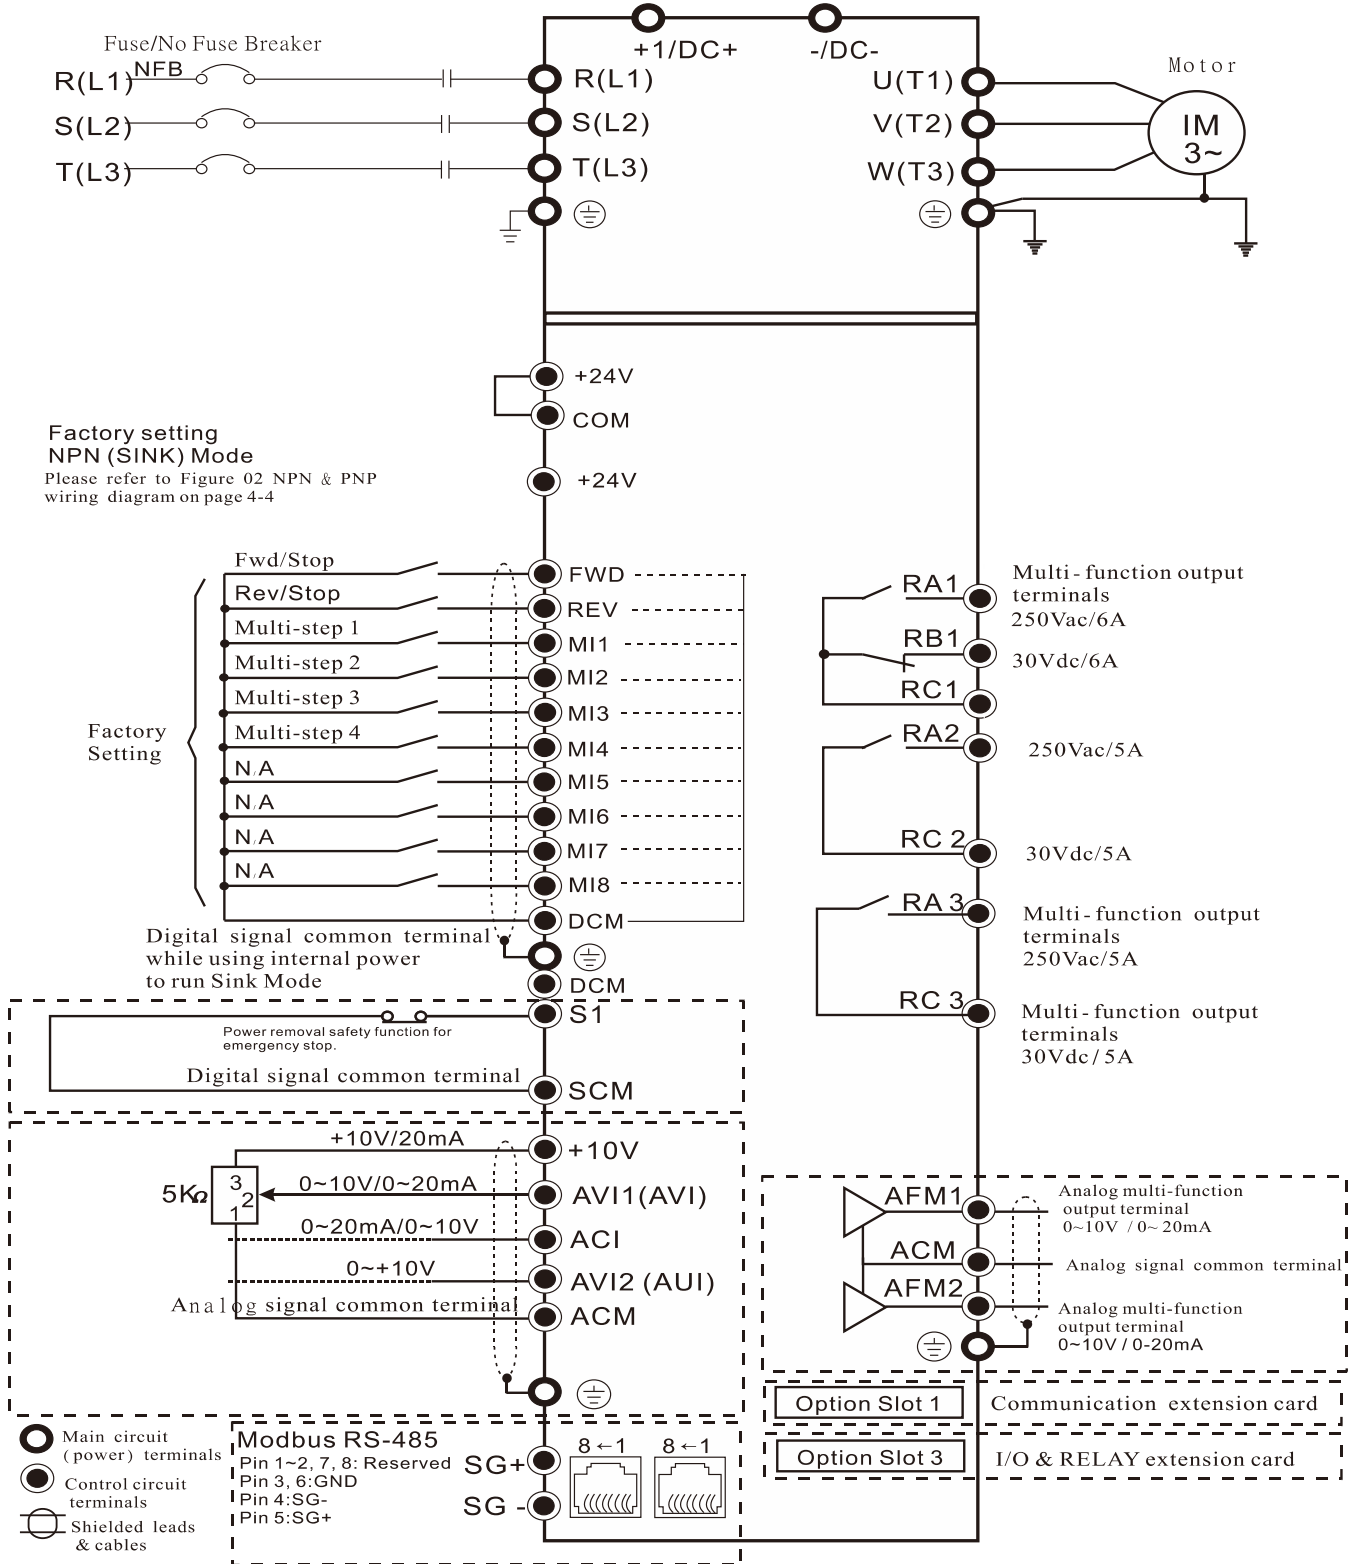 +1/DC+
-/DC-
Fuse/No Fuse Breaker
NFB
R(L1)
R(L1)
S(L2)
S(L2)
T(L3)
T(L3)
U(T1)
V(T2)
W(T3)
Motor
IM
3~
+24V
COM
Factory setting
NPN (SINK) Mode
Please refer to Figure 02 NPN & PNP
wiring diagram on page 4-4
+24V
Fwd/Stop
FWD
Rev/Stop
REV
Multi-step 1
MI1
Multi-step 2
MI2
Multi-step 3
MI3
Multi-step 4
MI4
Factory
Setting
N/A
MI5
N/A
MI6
N/A
MI7
N/A
MI8
DCM
Digital signal common terminal
while using internal power
to run Sink Mode
DCM
RA1
Multi-function output
terminals
250Vac/6A
RB1
30Vdc/6A
RC1
RA2
250Vac/5A
RC 2
30Vdc/5A
RA 3
Multi-function output
terminals
250Vac/5A
RC 3
Multi-function output
terminals
30Vdc/5A
S1
Power removal safety function for
emergency stop.
Digital signal common terminal
SCM
+10V/20mA
+10V
5KΩ
3
2
1
0~10V/0~20mA
AVI1(AVI)
0~20mA/0~10V
ACI
0~+10V
AVI2 (AUI)
Analog signal common terminal
ACM
AFM1
Analog multi-function
output terminal
0~10V / 0~20mA
ACM
Analog signal common terminal
AFM2
Analog multi-function
output terminal
0~10V / 0-20mA
Option Slot 1
Communication extension card
Option Slot 3
I/O & RELAY extension card
Main circuit
(power) terminals
Control circuit
terminals
Shielded leads
& cables
Modbus RS-485
Pin 1~2, 7, 8: Reserved
Pin 3, 6:GND
Pin 4:SG-
Pin 5:SG+
SG+
SG -
8←1
8←1